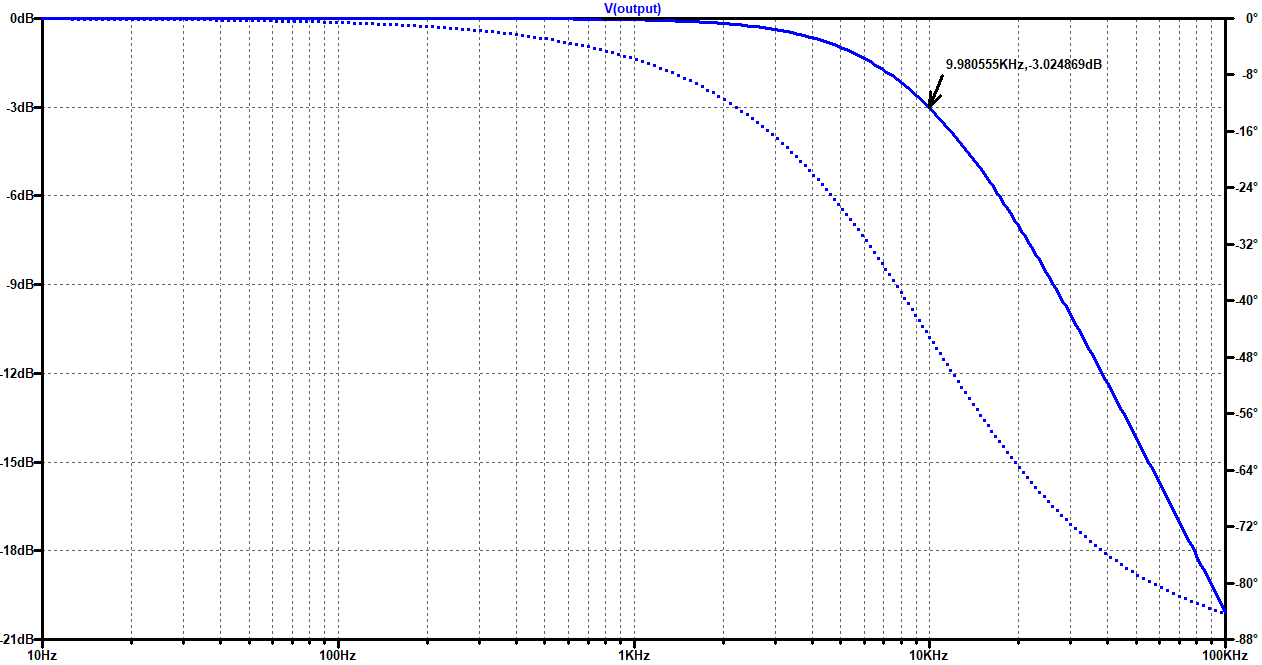 V(output)
0dB
0°
9.980555KHz,-3.024869dB
-8°
-3dB
-16°
-6dB
-24°
-32°
-9dB
-40°
-48°
-12dB
-56°
-15dB
-64°
-72°
-18dB
-80°
-21dB
-88°
10Hz 100Hz 1KHz 10KHz 100KHz